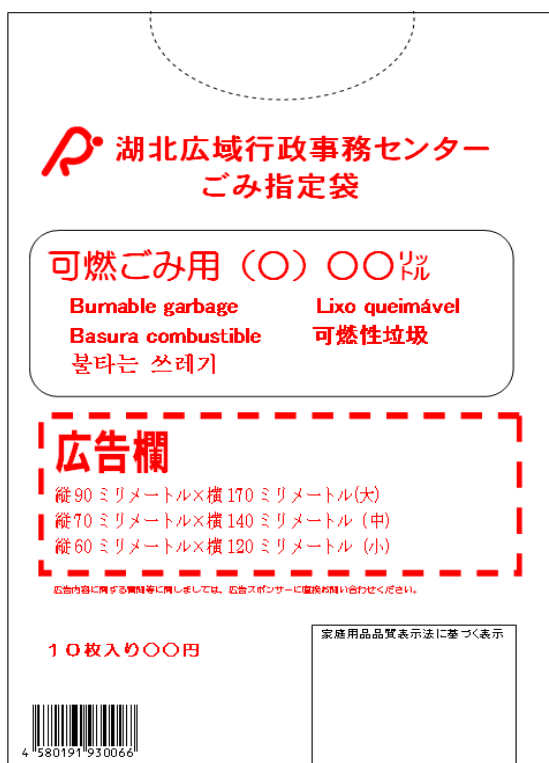 湖北広域行政事務センター
ごみ指定袋
可燃ごみ用（○）○○リットル
Burnable garbage Lixo queimável
Basura combustible 可燃性垃圾
불타는 쓰레기
広告欄
縦90ミリメートル×横170ミリメートル(大)
縦70ミリメートル×横140ミリメートル（中）
縦60ミリメートル×横120ミリメートル（小）
広告内容に関する質問等に関しましては、広告スポンサーに直接お問い合わせください。
家庭用品品質表示法に基づく表示
10枚入り○○円
4 580191 930066